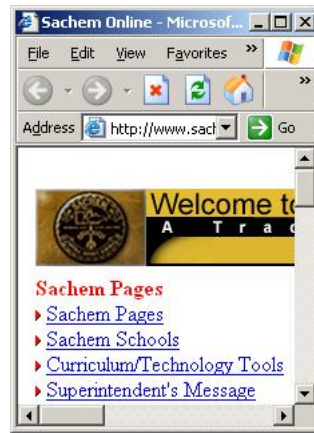 Sachem Online - Microsof...
File Edit View Favorites »
»
Address http://www.sach Go
Welcome to
A Tra
Sachem Pages
Sachem Pages
Sachem Schools
Curriculum/Technology Tools
Superintendent's Message